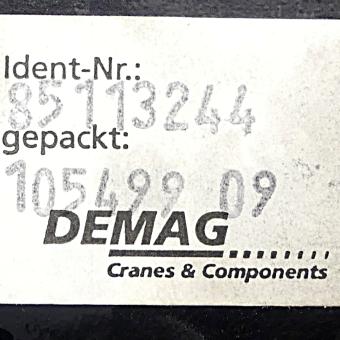 Ident-Nr.:
85113244
gepackt:
105499 09
DEMAG
Cranes & Components